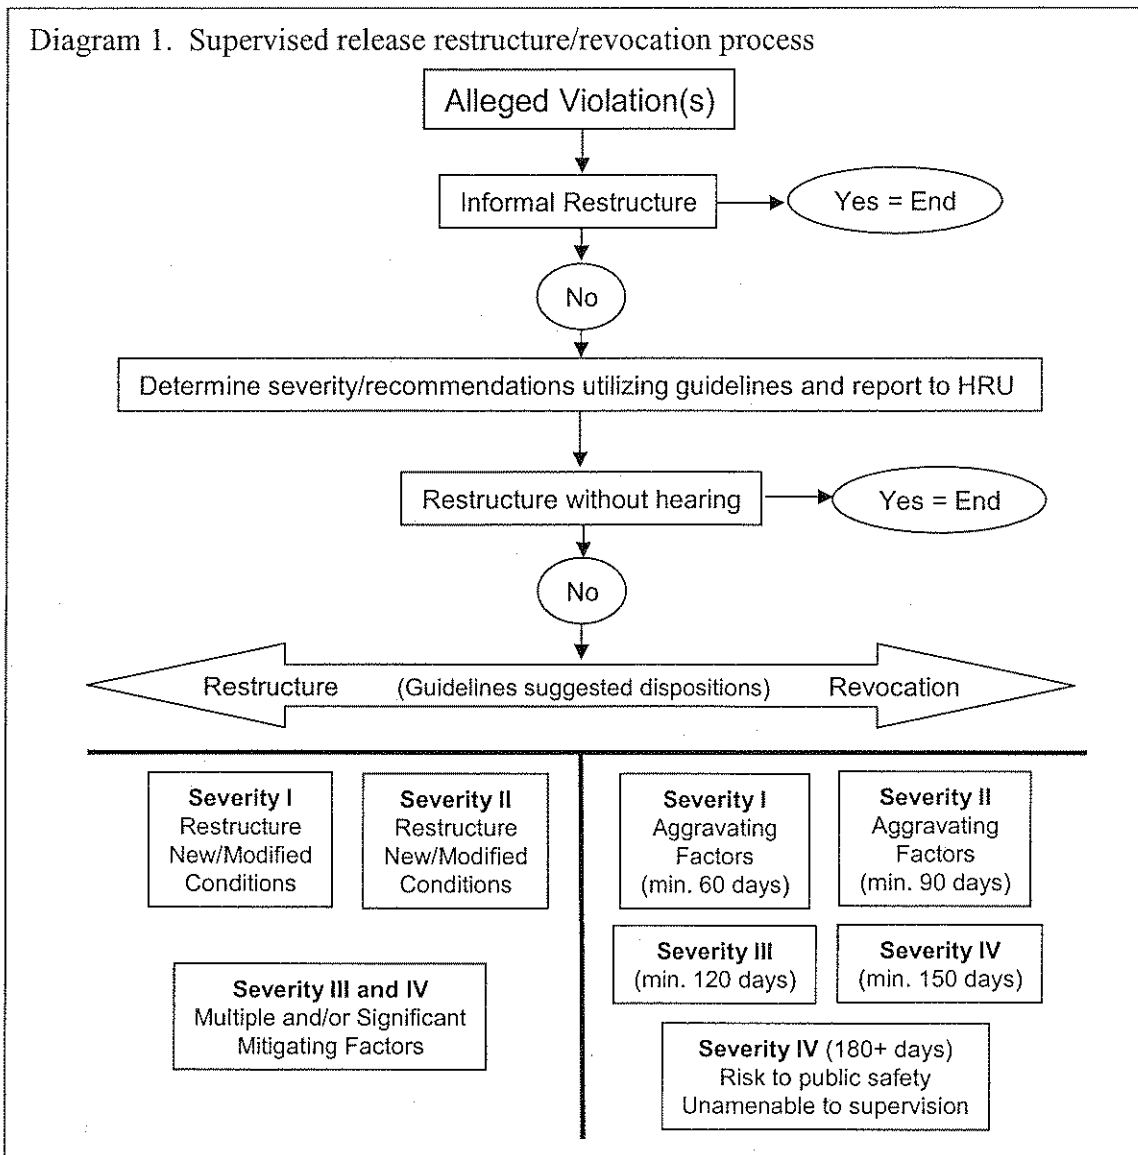 Diagram 1. Supervised release restructure/revocation process
Alleged Violation(s)
Informal Restructure
Yes = End
No
Determine severity/recommendations utilizing guidelines and report to HRU
Restructure without hearing
Yes = End
No
Restructure
(Guidelines suggested dispositions)
Revocation
Severity I
Restructure
New/Modified
Conditions
Severity II
Restructure
New/Modified
Conditions
Severity I
Aggravating
Factors
(min. 60 days)
Severity II
Aggravating
Factors
(min. 90 days)
Severity III and IV
Multiple and/or Significant
Mitigating Factors
Severity III
(min. 120 days)
Severity IV
(min. 150 days)
Severity IV (180+ days)
Risk to public safety
Unamenable to supervision